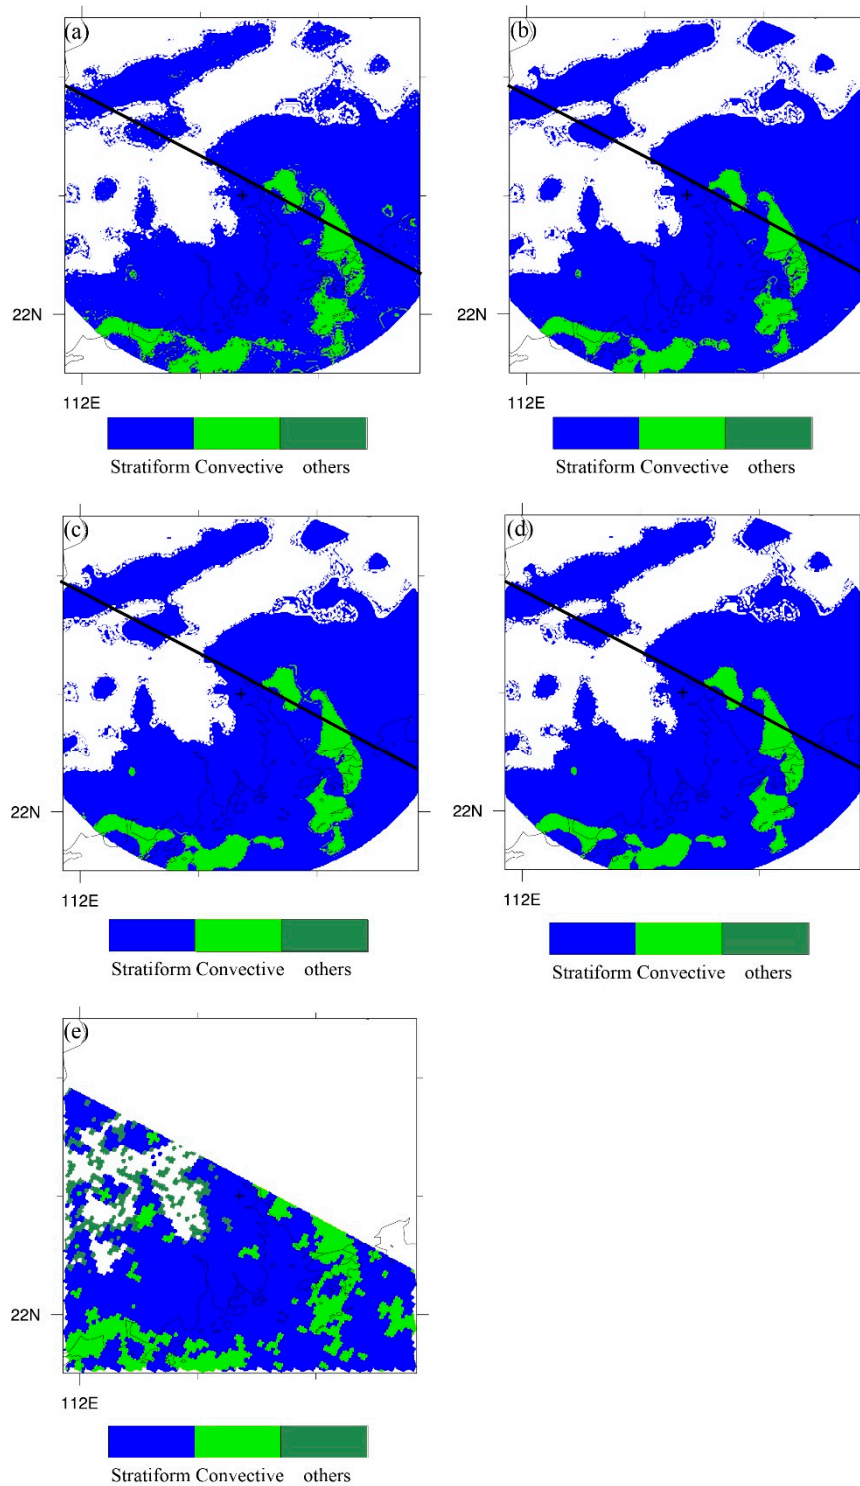 (a) (b)
22N 22N
112E 112E
Stratiform Convective others Stratiform Convective others
(c) (d)
22N 22N
112E 112E
Stratiform Convective others Stratiform Convective others
(e)
22N
112E
Stratiform Convective others